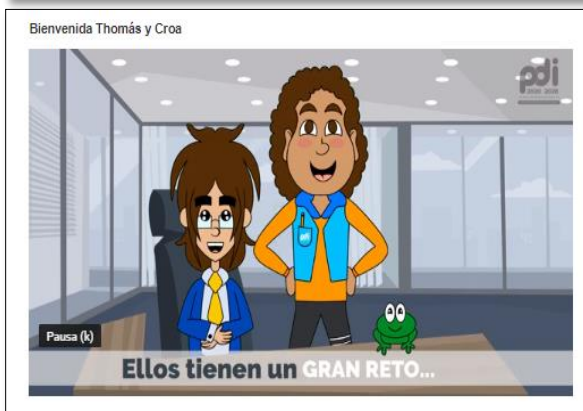 Bienvenida Thomás y Croa
pdi
Pausa (k)
Ellos tienen un GRAN RETO...